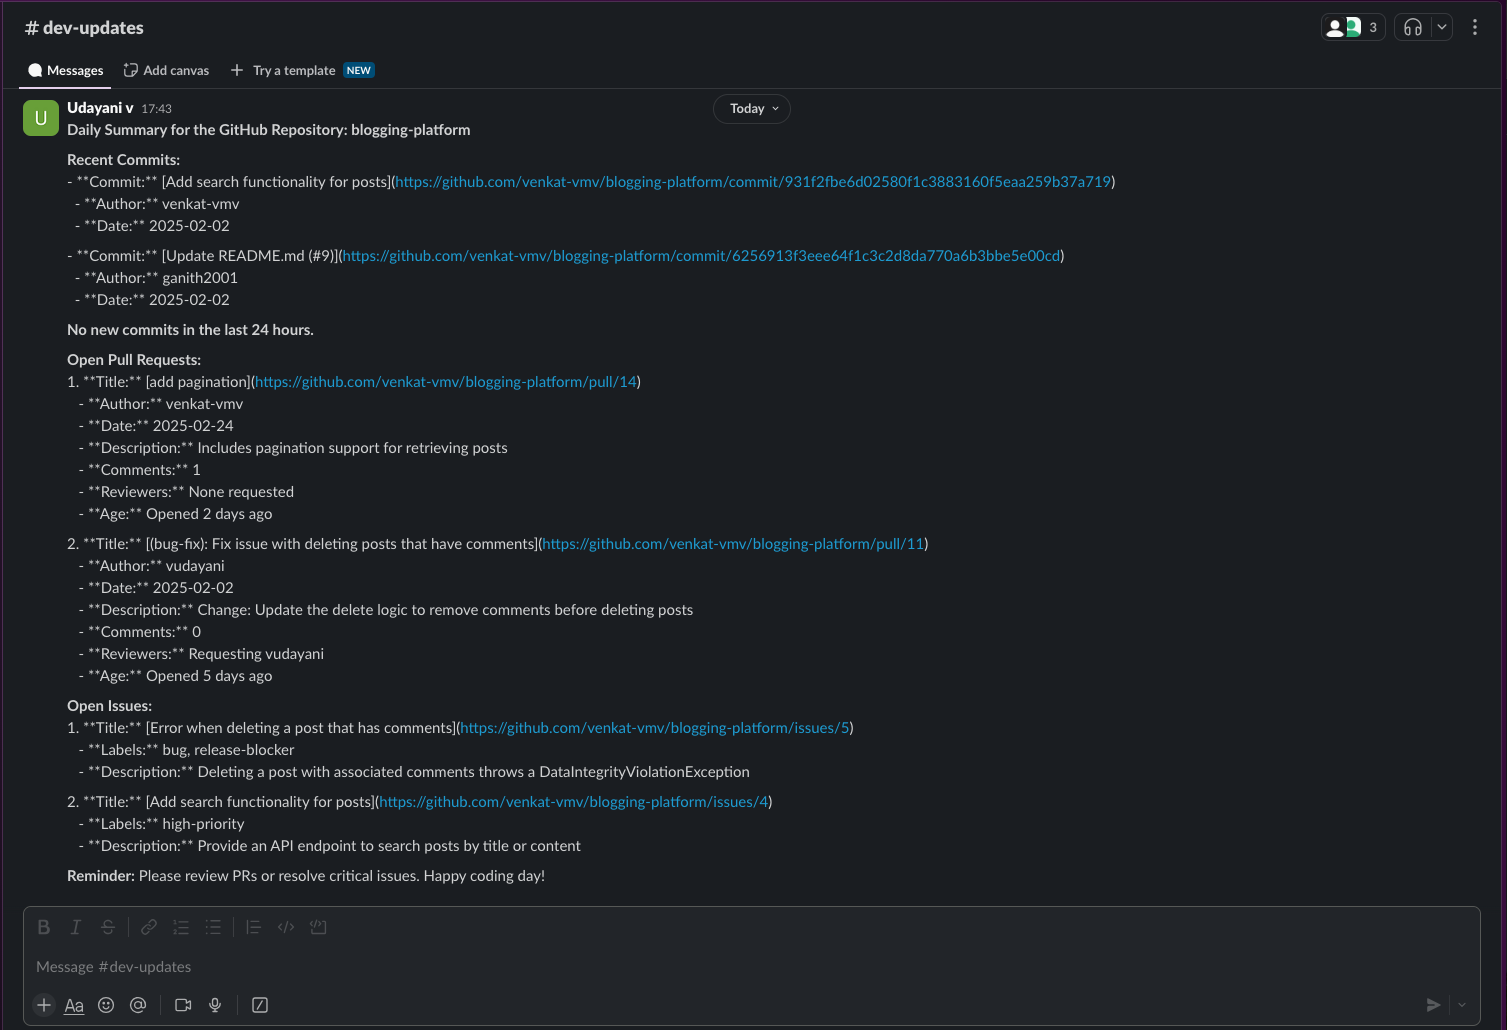 # dev-updates
3
Messages
Add canvas
Try a template NEW
Today
U
Udayani v 17:43
Daily Summary for the GitHub Repository: blogging-platform
Recent Commits:
- **Commit:** [Add search functionality for posts](https://github.com/venkat-vmv/blogging-platform/commit/931f2fbe6d02580f1c3883160f5eaa259b37a719)
- **Author:** venkat-vmv
- **Date:** 2025-02-02
- **Commit:** [Update README.md (#9)](https://github.com/venkat-vmv/blogging-platform/commit/6256913f3eee64f1c3c2d8da770a6b3bbe5e00cd)
- **Author:** ganith2001
- **Date:** 2025-02-02
No new commits in the last 24 hours.
Open Pull Requests:
1. **Title:** [add pagination](https://github.com/venkat-vmv/blogging-platform/pull/14)
- **Author:** venkat-vmv
- **Date:** 2025-02-24
- **Description:** Includes pagination support for retrieving posts
- **Comments:** 1
- **Reviewers:** None requested
- **Age:** Opened 2 days ago
2. **Title:** [(bug-fix): Fix issue with deleting posts that have comments](https://github.com/venkat-vmv/blogging-platform/pull/11)
- **Author:** vudayani
- **Date:** 2025-02-02
- **Description:** Change: Update the delete logic to remove comments before deleting posts
- **Comments:** 0
- **Reviewers:** Requesting vudayani
- **Age:** Opened 5 days ago
Open Issues:
1. **Title:** [Error when deleting a post that has comments](https://github.com/venkat-vmv/blogging-platform/issues/5)
- **Labels:** bug, release-blocker
- **Description:** Deleting a post with associated comments throws a DataIntegrityViolationException
2. **Title:** [Add search functionality for posts](https://github.com/venkat-vmv/blogging-platform/issues/4)
- **Labels:** high-priority
- **Description:** Provide an API endpoint to search posts by title or content
Reminder: Please review PRs or resolve critical issues. Happy coding day!
Message #dev-updates
Aa